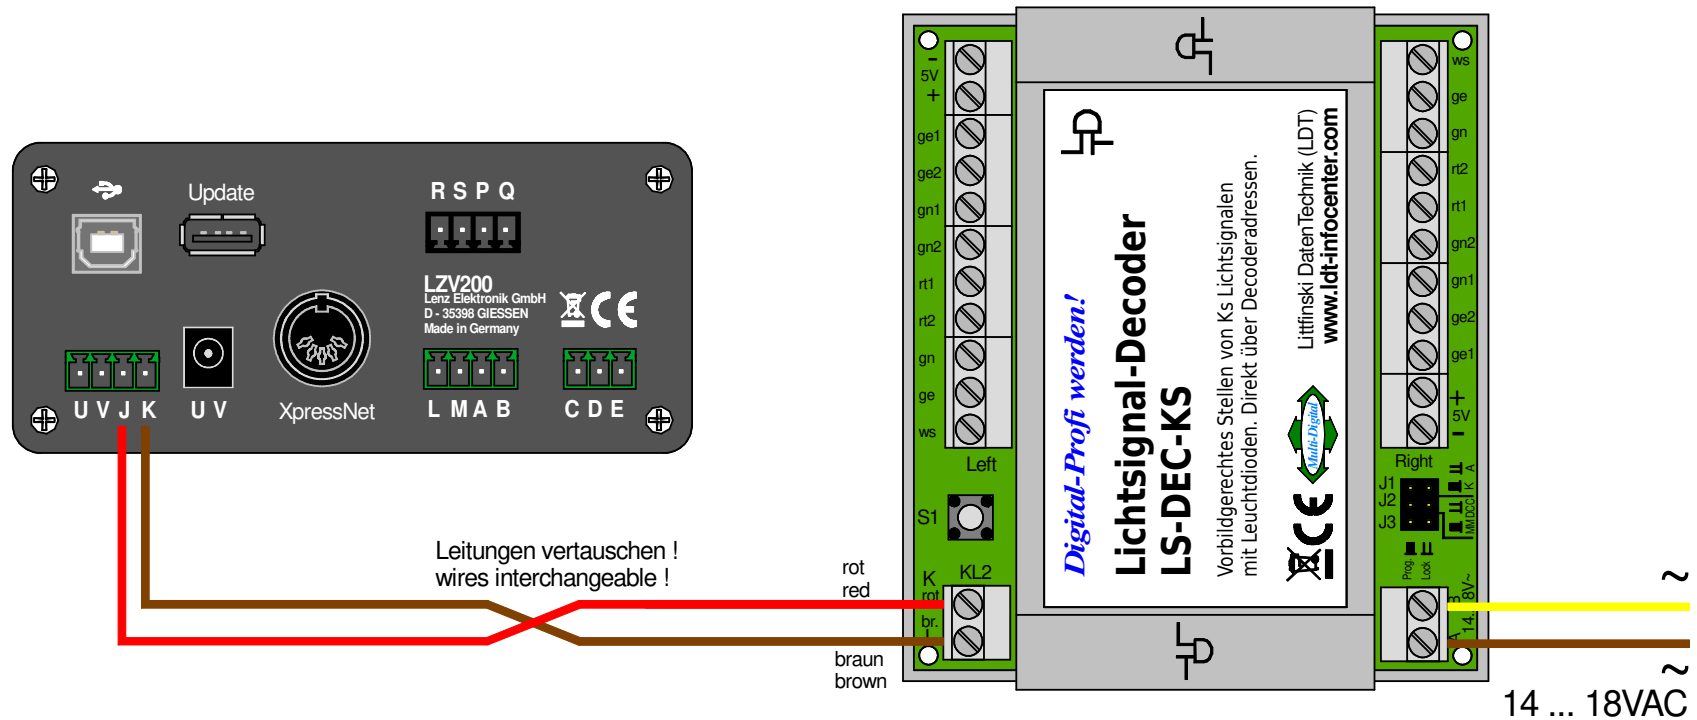 Update
R S P Q
LZV200
Lenz Elektronik GmbH
D - 35398 GIESSEN
Made in Germany
U V J K
U V
XpressNet
L M A B
C D E
Leitungen vertauschen !
wires interchangeable !
rot
red
braun
brown
-
5V
+
ge1
ge2
gn1
gn2
rt1
rt2
gn
ge
ws
Left
S1
K
KL2
rot
br.
Digital-Profi werden!
Lichtsignal-Decoder
LS-DEC-KS
Vorbildgerechtes Stellen von Ks Lichtsignalen
mit Leuchtdioden. Direkt über Decoderadressen.
Littfinski DatenTechnik (LDT)
www.ldt-infocenter.com
Multi-Digital
ws
ge
gn
rt2
rt1
gn2
gn1
ge2
ge1
+
5V
-
Right
J1
J2
J3
A
K
DCC
MM
Prog.
Lock
B
A
~
~
14 ... 18VAC